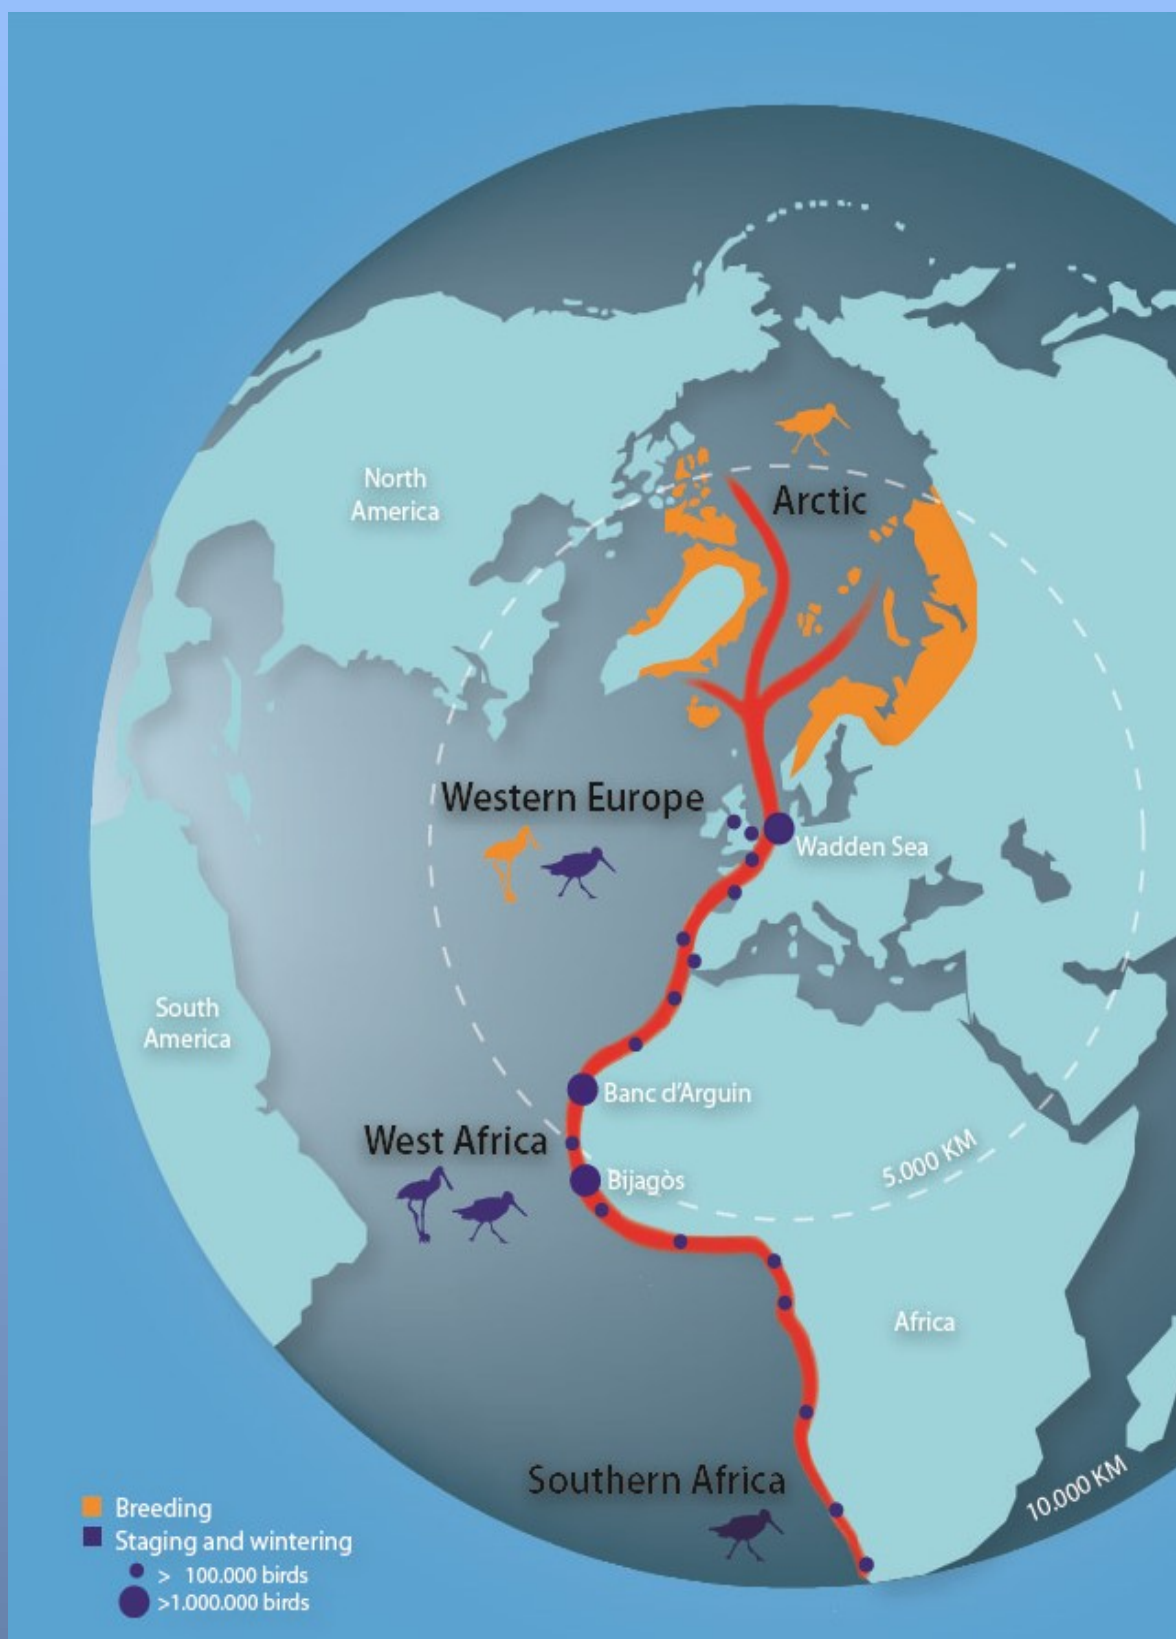 North
America
Arctic
Western Europe
Wadden Sea
South
America
Banc d'Arguin
West Africa
5.000 KM
Bijagòs
Africa
Southern Africa
10.000 KM
Breeding
Staging and wintering
> 100.000 birds
>1.000.000 birds